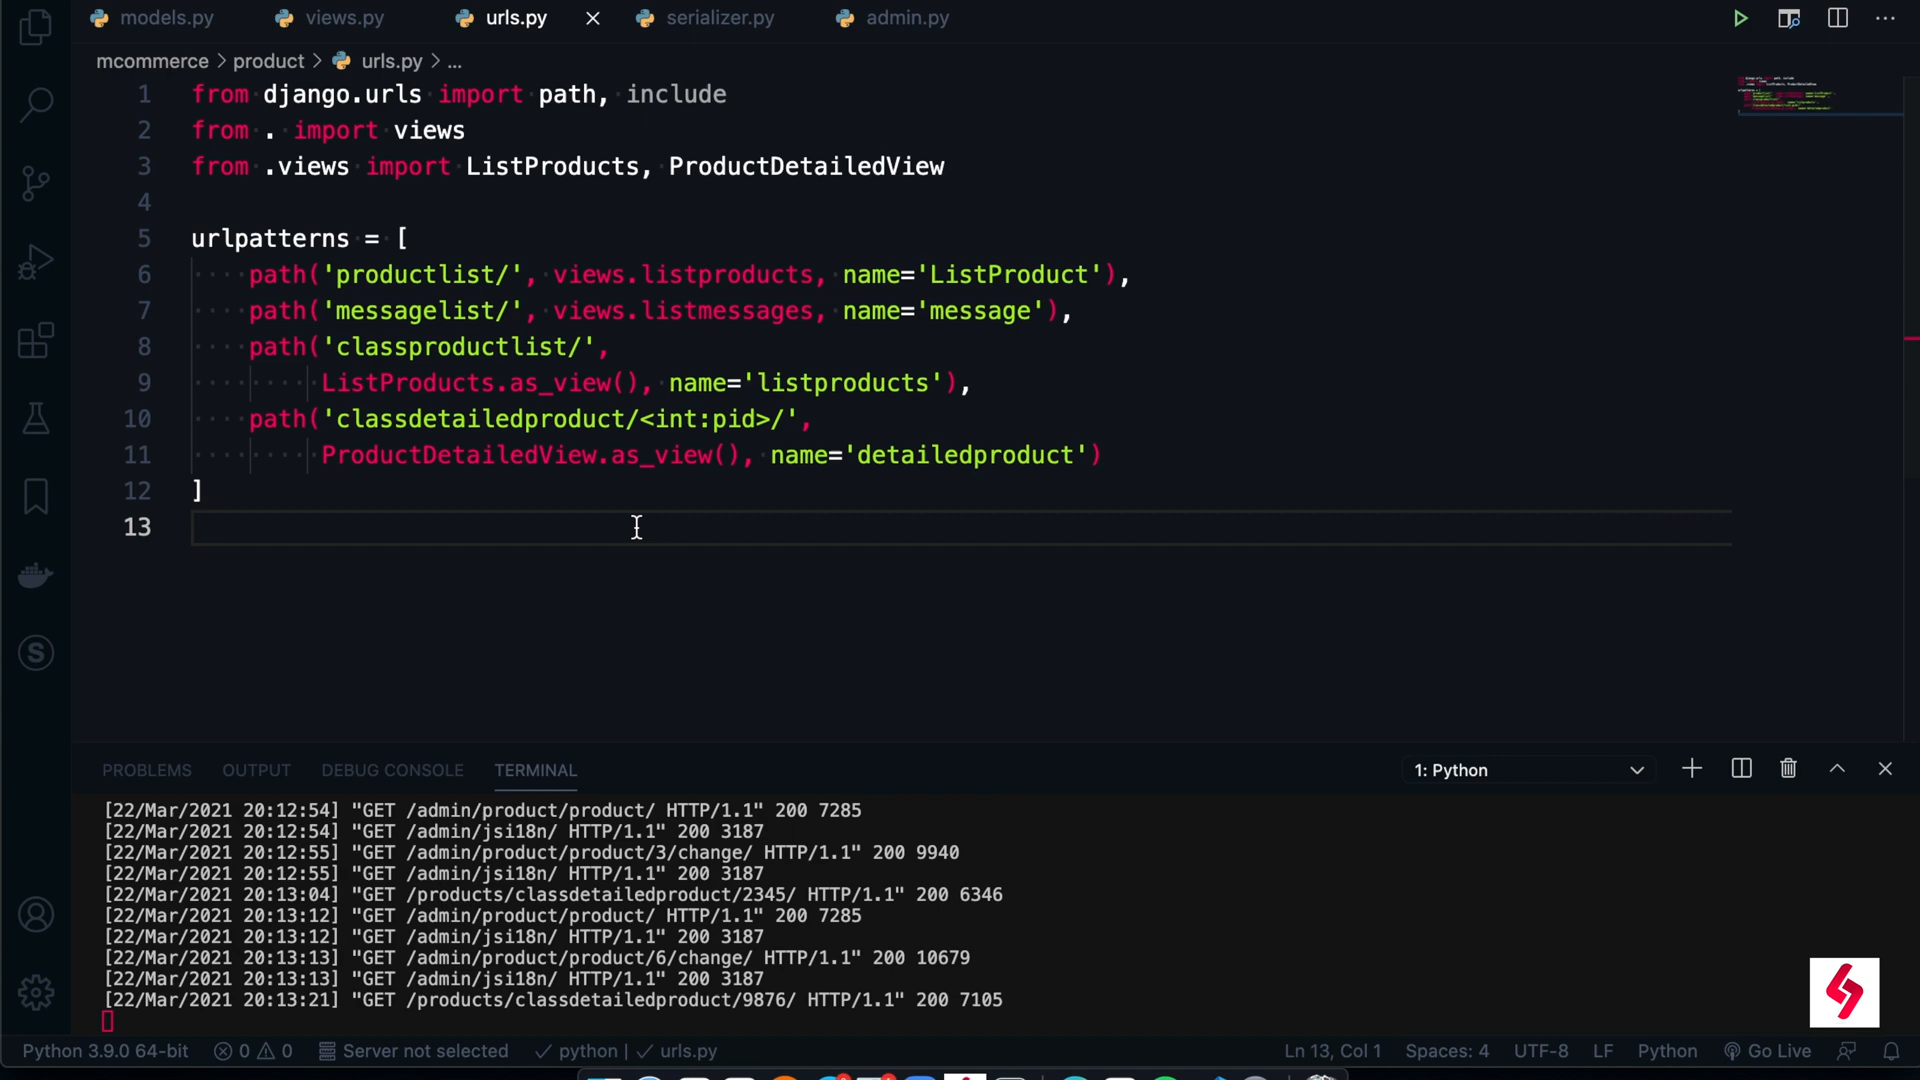 models.py views.py urls.py serializer.py admin.py
mcommerce > product > urls.py > ...
1 from django.urls import path, include
2 from . import views
3 from .views import ListProducts, ProductDetailedView
4
5 urlpatterns = [
6 path('productlist/', views.listproducts, name='ListProduct'),
7 path('messagelist/', views.listmessages, name='message'),
8 path('classproductlist/',
9 ListProducts.as_view(), name='listproducts'),
10 path('classdetailedproduct/<int:pid>/',
11 ProductDetailedView.as_view(), name='detailedproduct')
12 ]
13
PROBLEMS OUTPUT DEBUG CONSOLE TERMINAL 1: Python
[22/Mar/2021 20:12:54] "GET /admin/product/product/ HTTP/1.1" 200 7285
[22/Mar/2021 20:12:54] "GET /admin/jsi18n/ HTTP/1.1" 200 3187
[22/Mar/2021 20:12:55] "GET /admin/product/product/3/change/ HTTP/1.1" 200 9940
[22/Mar/2021 20:12:55] "GET /admin/jsi18n/ HTTP/1.1" 200 3187
[22/Mar/2021 20:13:04] "GET /products/classdetailedproduct/2345/ HTTP/1.1" 200 6346
[22/Mar/2021 20:13:12] "GET /admin/product/product/ HTTP/1.1" 200 7285
[22/Mar/2021 20:13:12] "GET /admin/jsi18n/ HTTP/1.1" 200 3187
[22/Mar/2021 20:13:13] "GET /admin/product/product/6/change/ HTTP/1.1" 200 10679
[22/Mar/2021 20:13:13] "GET /admin/jsi18n/ HTTP/1.1" 200 3187
[22/Mar/2021 20:13:21] "GET /products/classdetailedproduct/9876/ HTTP/1.1" 200 7105
Python 3.9.0 64-bit 0 0 Server not selected python | urls.py Ln 13, Col 1 Spaces: 4 UTF-8 LF Python Go Live